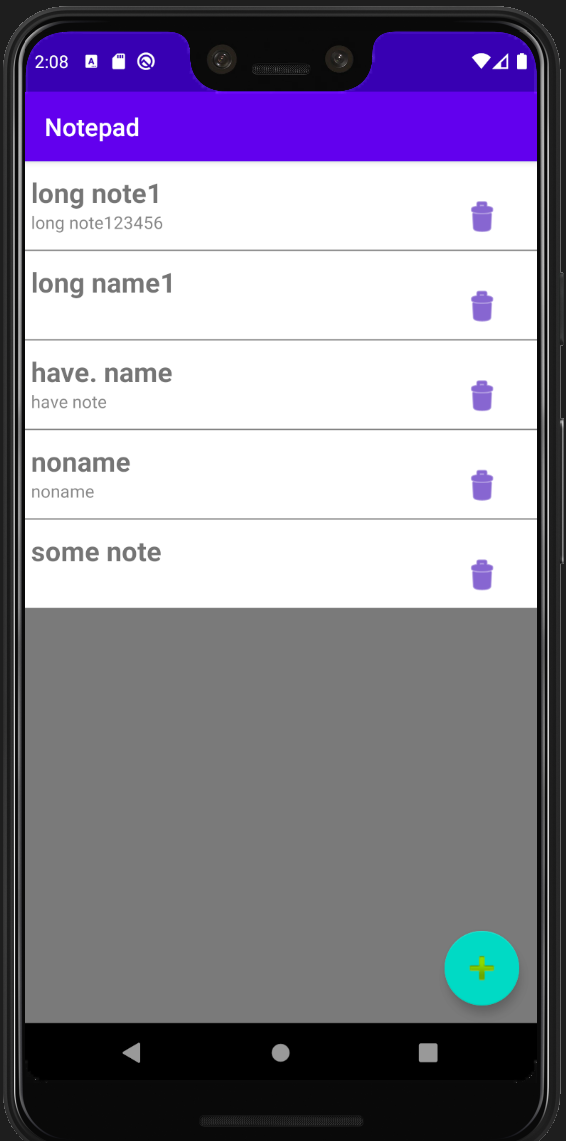 2:08
Notepad
long note1
long note123456
long name1
have. name
have note
noname
noname
some note